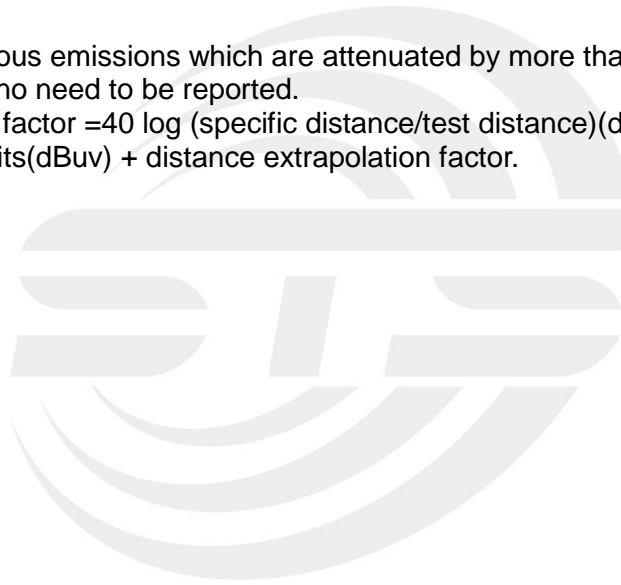 ous emissions which are attenuated by more tha
no need to be reported.
factor =40 log (specific distance/test distance)(d
its(dBuv) + distance extrapolation factor.
STS